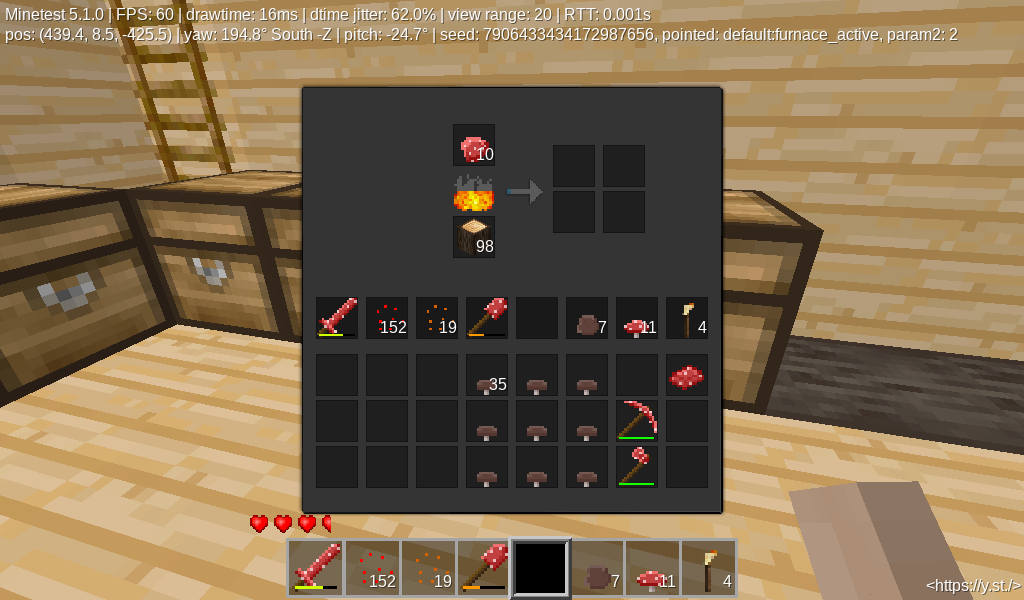 Minetest 5.1.0 | FPS: 60 | drawtime: 16ms | dtime jitter: 62.0% | view range: 20 | RTT: 0.001s
pos: (439.4, 8.5, -425.5) | yaw: 194.8° South -Z | pitch: -24.7° | seed: 7906433434172987656, pointed: default:furnace_active, param2: 2
10
98
152 19 7 11 4
35
152 19 7 11 4
<https://y.st./>